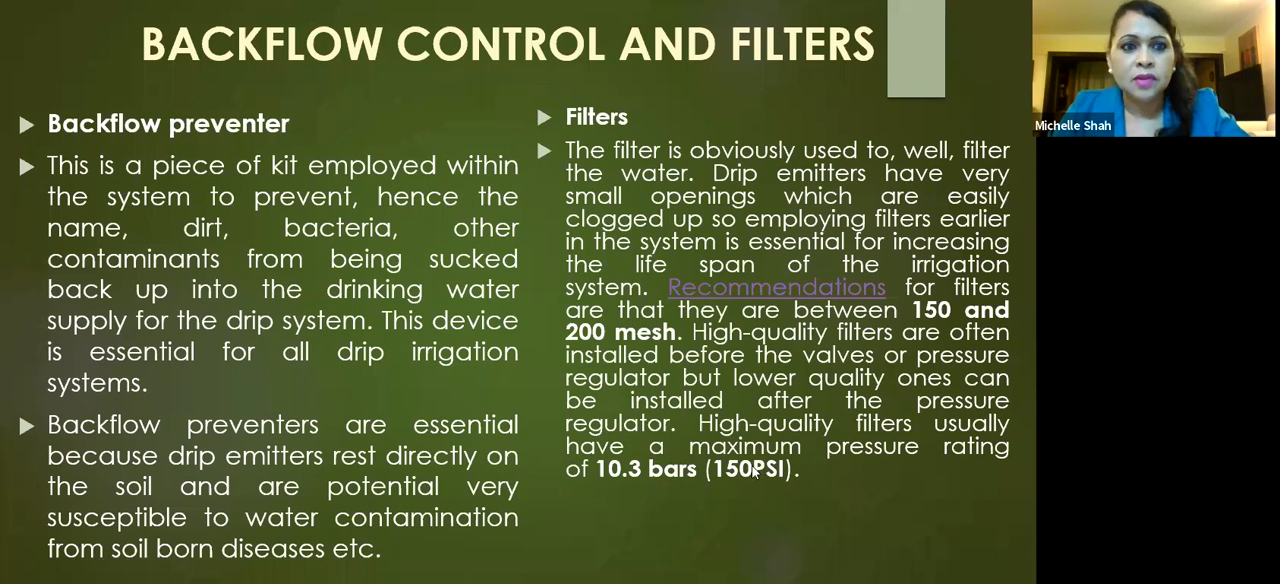 BACKFLOW CONTROL AND FILTERS
Backflow preventer
This is a piece of kit employed within
the system to prevent, hence the
name, dirt, bacteria, other
contaminants from being sucked
back up into the drinking water
supply for the drip system. This device
is essential for all drip irrigation
systems.
Backflow preventers are essential
because drip emitters rest directly on
the soil and are potential very
susceptible to water contamination
from soil born diseases etc.
Filters
The filter is obviously used to, well, filter
the water. Drip emitters have very
small openings which are easily
clogged up so employing filters earlier
in the system is essential for increasing
the life span of the irrigation
system. Recommendations for filters
are that they are between 150 and
200 mesh. High-quality filters are often
installed before the valves or pressure
regulator but lower quality ones can
be installed after the pressure
regulator. High-quality filters usually
have a maximum pressure rating
of 10.3 bars (150PSI).
Michelle Shah